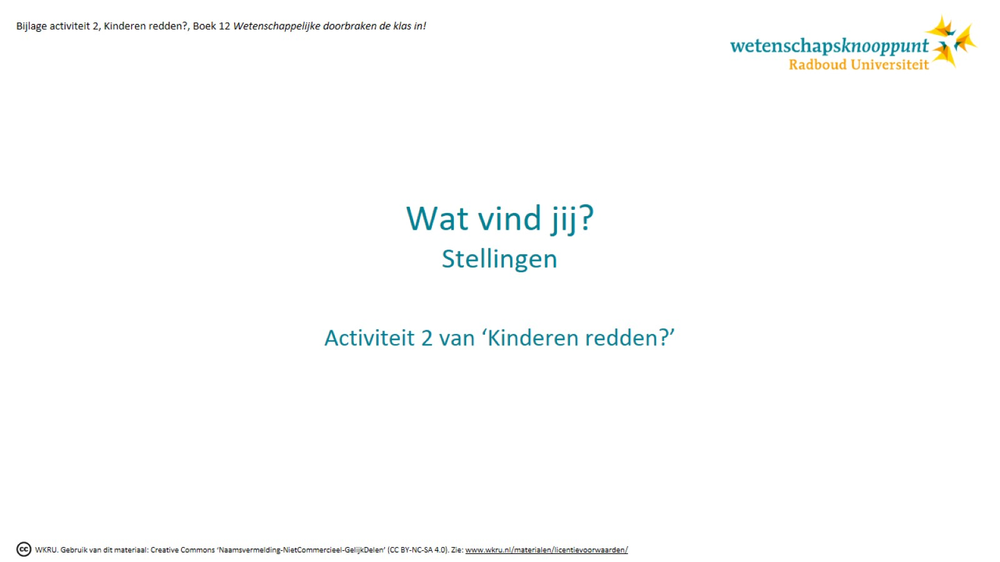 Bijlage activiteit 2, Kinderen redden?, Boek 12 Wetenschappelijke doorbraken de klas in!
wetenschapsknooppunt
Radboud Universiteit
Wat vind jij?
Stellingen
Activiteit 2 van ‘Kinderen redden?’
cc WKRU. Gebruik van dit materiaal: Creative Commons ‘Naamsvermelding-NietCommercieel-GelijkDelen’ (CC BY-NC-SA 4.0). Zie: www.wkru.nl/materialen/licentievoorwaarden/